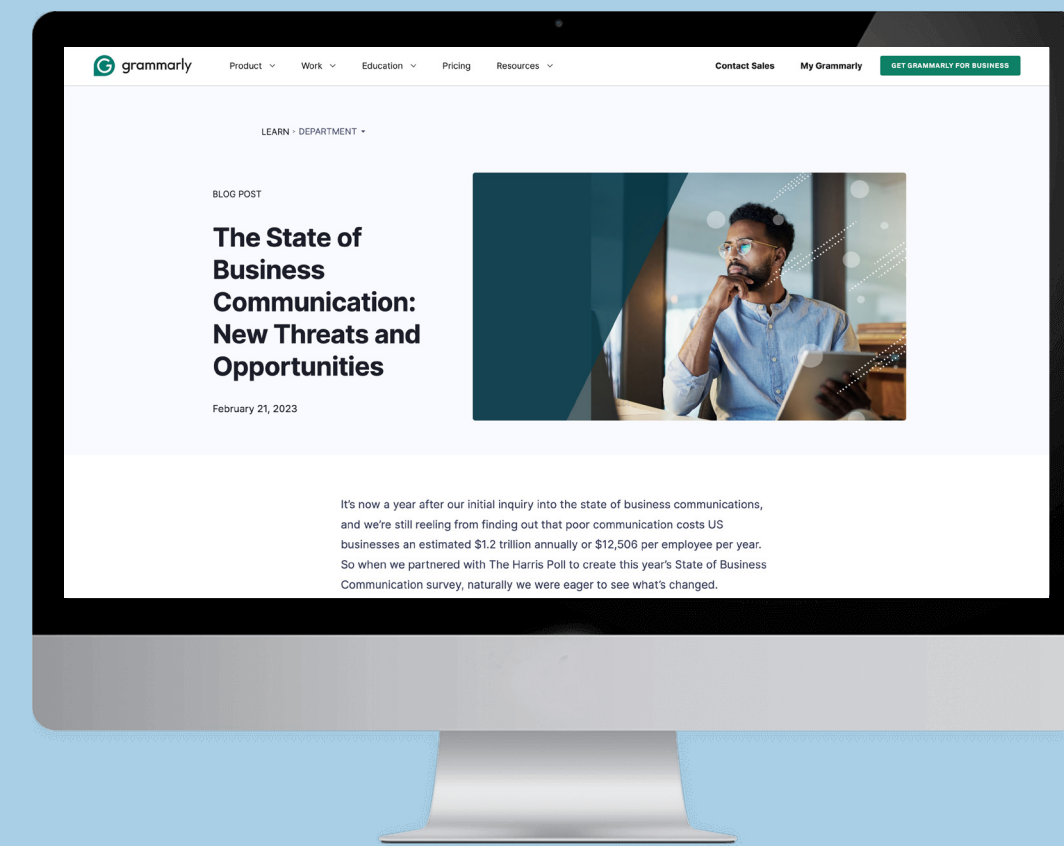 grammarly
Product
Work
Education
Pricing
Resources
Contact Sales
My Grammarly
GET GRAMMARLY FOR BUSINESS
LEARN
DEPARTMENT
BLOG POST
The State of
Business
Communication:
New Threats and
Opportunities
February 21, 2023
It's now a year after our initial inquiry into the state of business communications,
and we're still reeling from finding out that poor communication costs US
businesses an estimated $1.2 trillion annually or $12,506 per employee per year.
So when we partnered with The Harris Poll to create this year's State of Business
Communication survey, naturally we were eager to see what's changed.